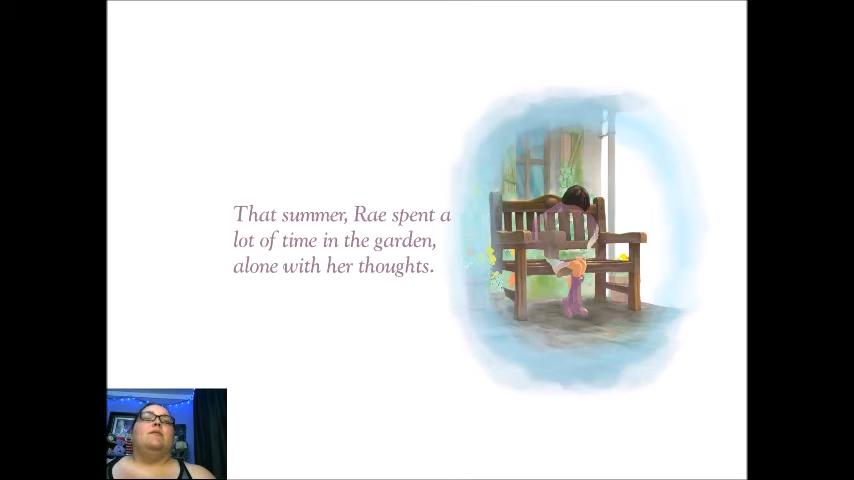 That summer, Rae spent a
lot of time in the garden,
alone with her thoughts.